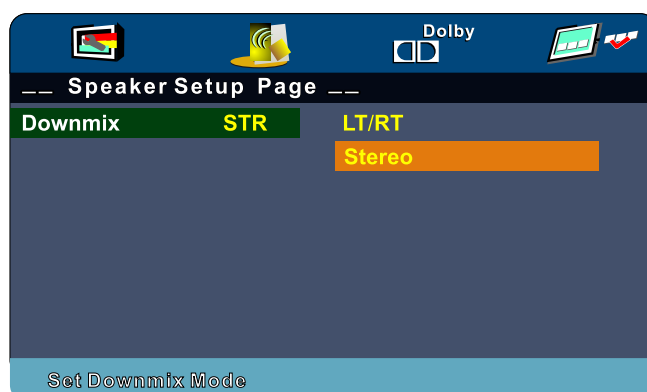 Dolby
__ Speaker Setup Page __
Downmix STR LT/RT
Stereo
Set Downmix Mode